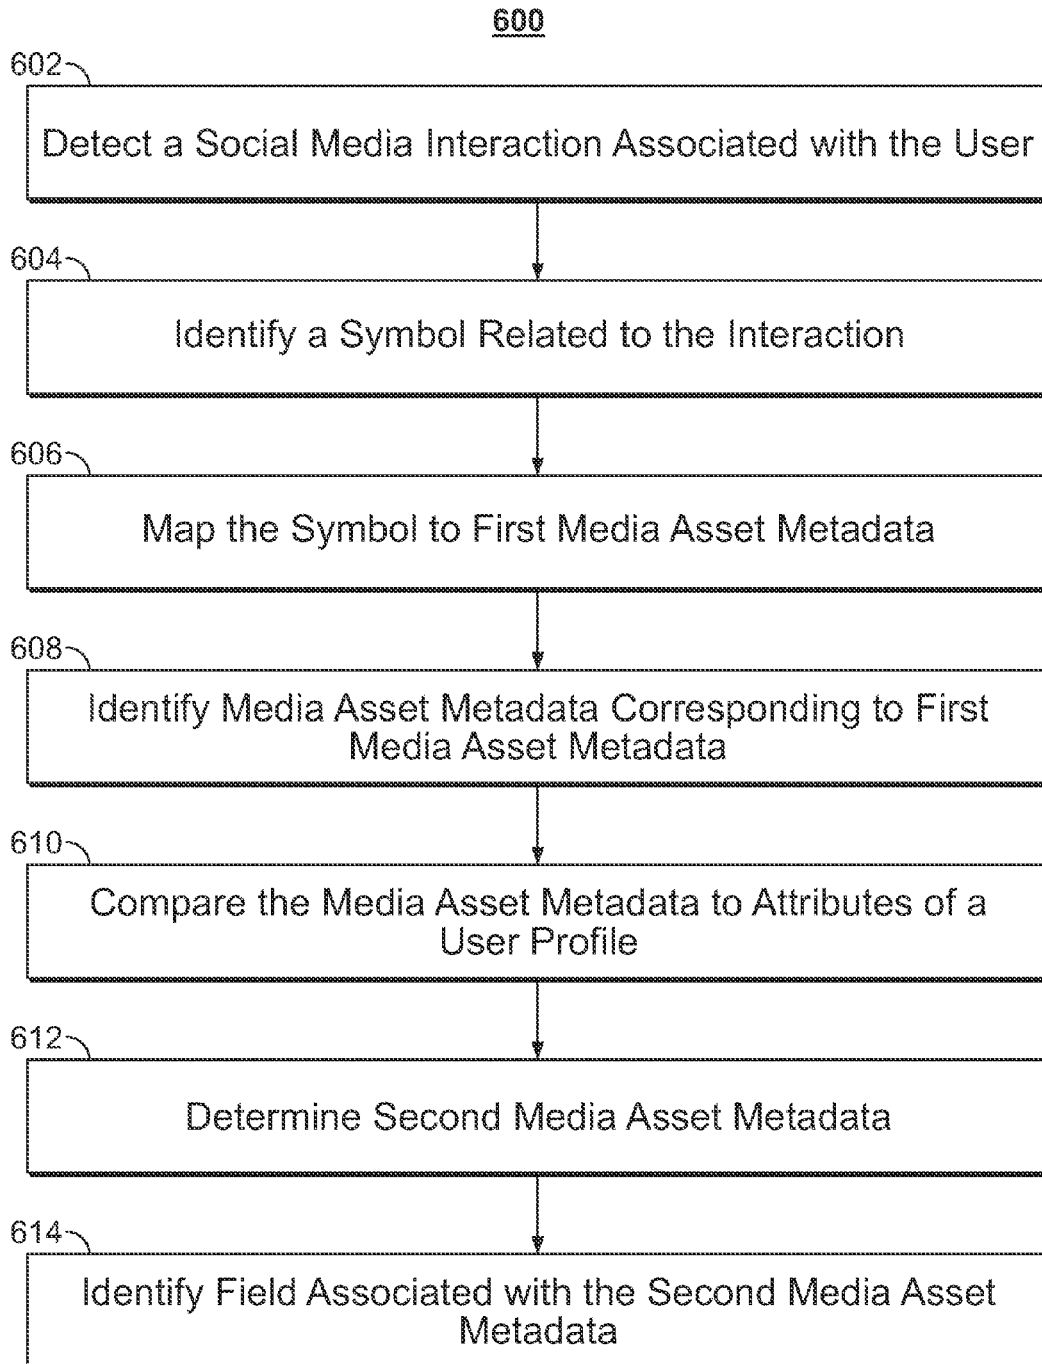 600
602
Detect a Social Media Interaction Associated with the User
604
Identify a Symbol Related to the Interaction
606
Map the Symbol to First Media Asset Metadata
608
Identify Media Asset Metadata Corresponding to First
Media Asset Metadata
610
Compare the Media Asset Metadata to Attributes of a
User Profile
612
Determine Second Media Asset Metadata
614
Identify Field Associated with the Second Media Asset
Metadata